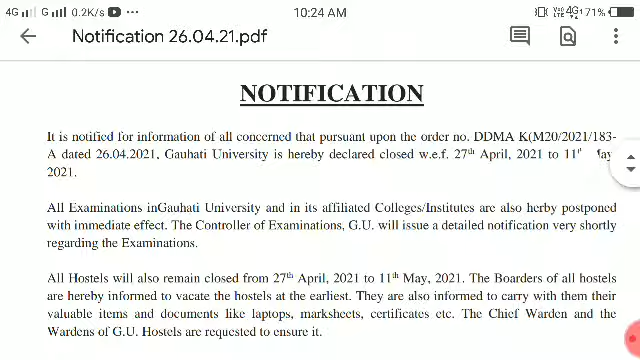 4G G 0.2K/s ... 10:24 AM 4G 71%
Notification 26.04.21.pdf
NOTIFICATION
It is notified for information of all concerned that pursuant upon the order no. DDMA K(M20/2021/183-
A dated 26.04.2021, Gauhati University is hereby declared closed w.e.f. 27th April, 2021 to 11th
2021.
All Examinations inGauhati University and in its affiliated Colleges/Institutes are also herby postponed
with immediate effect. The Controller of Examinations, G.U will issue a detailed notification very shortly
regarding the Examinations.
All Hostels will also remain closed from 27th April, 2021 to 11th May, 2021. The Boarders of all hostels
are hereby informed to vacate the hostels at the earliest. They are also informed to carry with them their
valuable items and documents like laptops, marksheets, certificates etc. The Chief Warden and the
Wardens of G.U. Hostels are requested to ensure it.